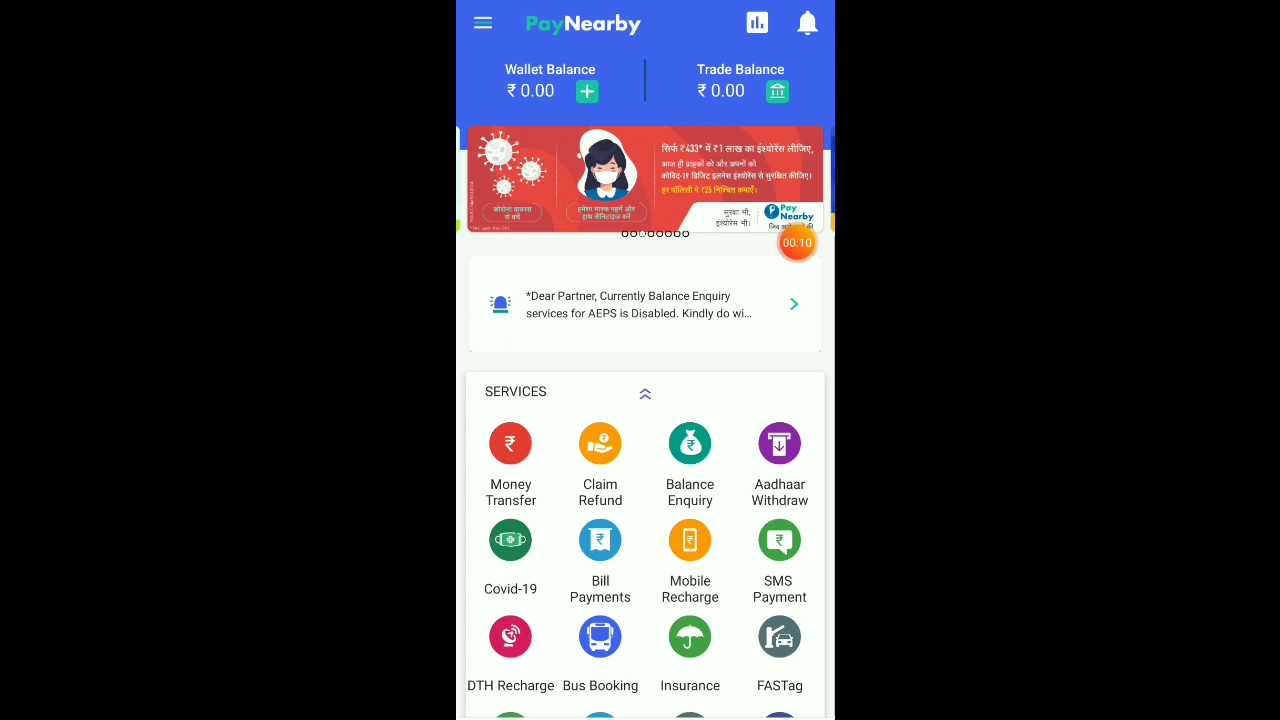 PayNearby
Wallet Balance
₹ 0.00
Trade Balance
₹ 0.00
सिर्फ ₹433* में ₹1 लाख का इंश्योरेंस लीजिए,
आज ही ग्राहकों को और अपनों को
कोविद-19 डिजिट इलनेस इंश्योरेंस से सुरक्षित कीजिए।
हर पॉलिसी पे ₹25 निश्चित कमाएँ।
कोरोना वायरस
से बचें
हमेशा मास्क पहनें और
हाथ सैनिटाइज़ करें
सुरक्षा भी,
इंश्योरेंस भी।
Pay
Nearby
00:10
*Dear Partner, Currently Balance Enquiry
services for AEPS is Disabled. Kindly do wi...
SERVICES
Money
Transfer
Claim
Refund
Balance
Enquiry
Aadhaar
Withdraw
Covid-19
Bill
Payments
Mobile
Recharge
SMS
Payment
DTH Recharge
Bus Booking
Insurance
FASTag